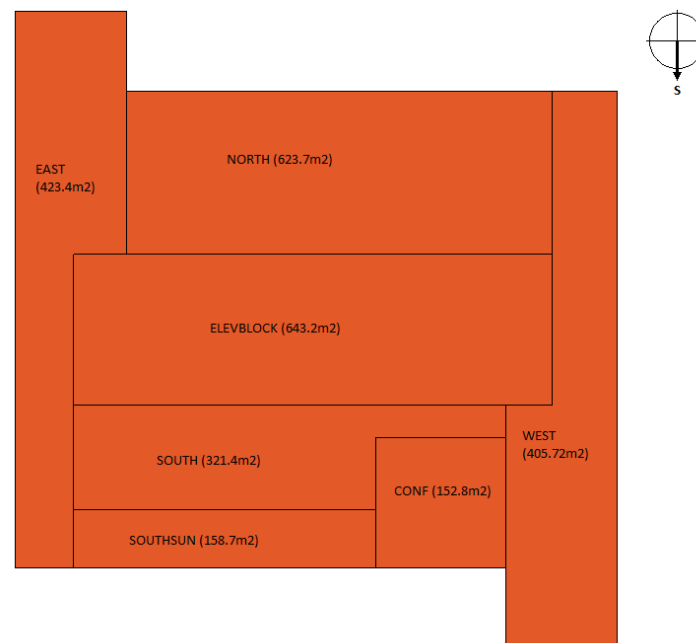 S
NORTH (623.7m2)
EAST
(423.4m2)
ELEVBLOCK (643.2m2)
WEST
(405.72m2)
SOUTH (321.4m2)
CONF (152.8m2)
SOUTHSUN (158.7m2)